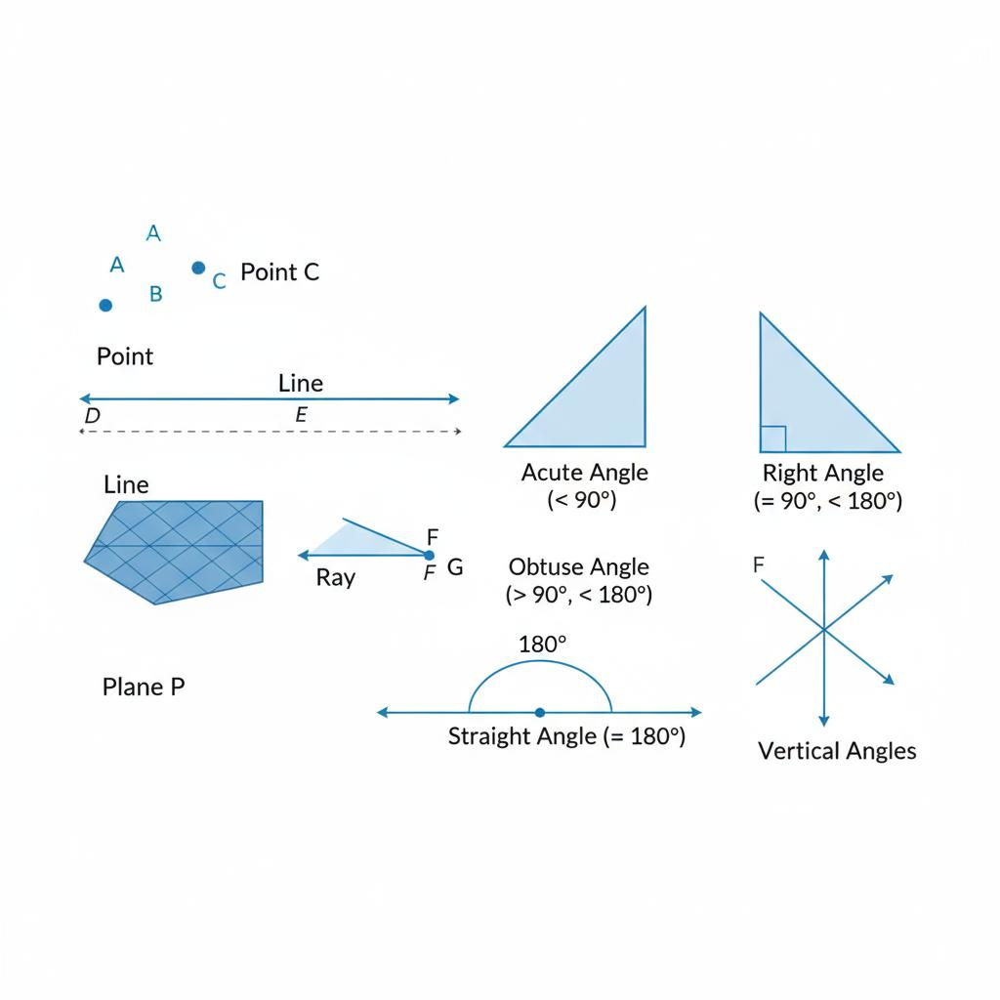 A
A
B
C
Point C
Point
Line
D
E
Line
Plane P
F
F
G
Ray
Acute Angle
(< 90°)
Right Angle
(= 90°, < 180°)
Obtuse Angle
(> 90°, < 180°)
180°
Straight Angle (= 180°)
F
Vertical Angles